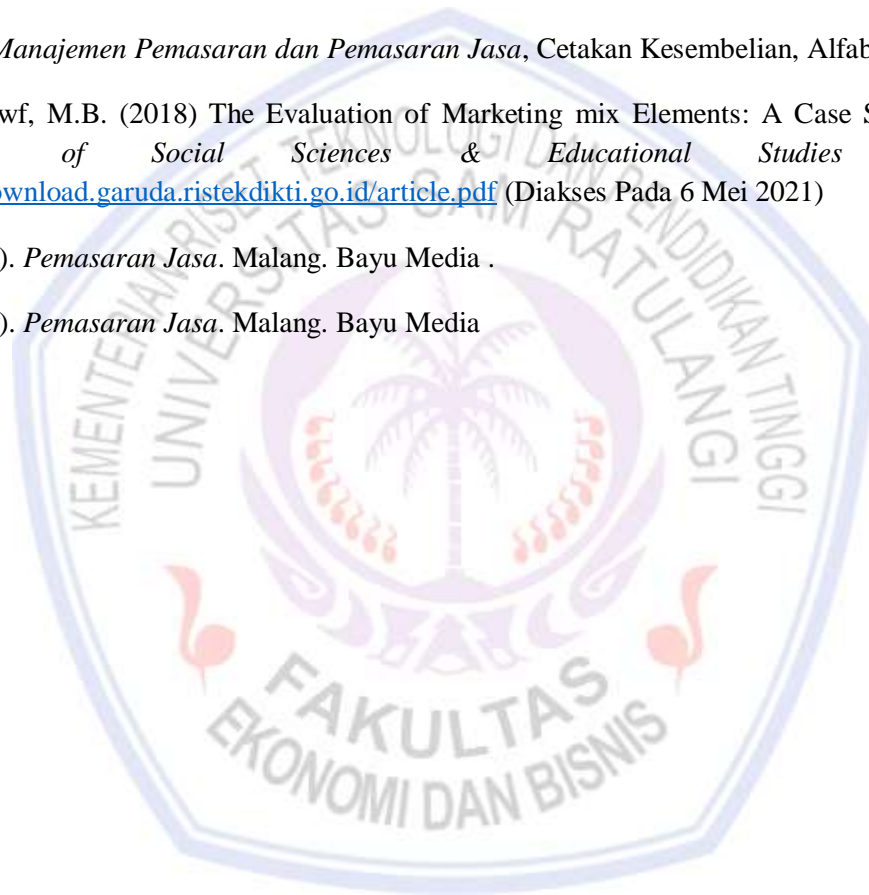 Manajemen Pemasaran dan Pemasaran Jasa, Cetakan Kesembelian, Alfab
wf, M.B. (2018) The Evaluation of Marketing mix Elements: A Case S
of Social Sciences & Educational Studies
ownload.garuda.ristekdikti.go.id/article.pdf (Diakses Pada 6 Mei 2021)
). Pemasaran Jasa. Malang. Bayu Media .
). Pemasaran Jasa. Malang. Bayu Media
KEMENTERIAN RISET TEKNOLOGI DAN PENDIDIKAN TINGGI
UNIVERSITAS SAM RATULANGI
FAKULTAS
EKONOMI DAN BISNIS